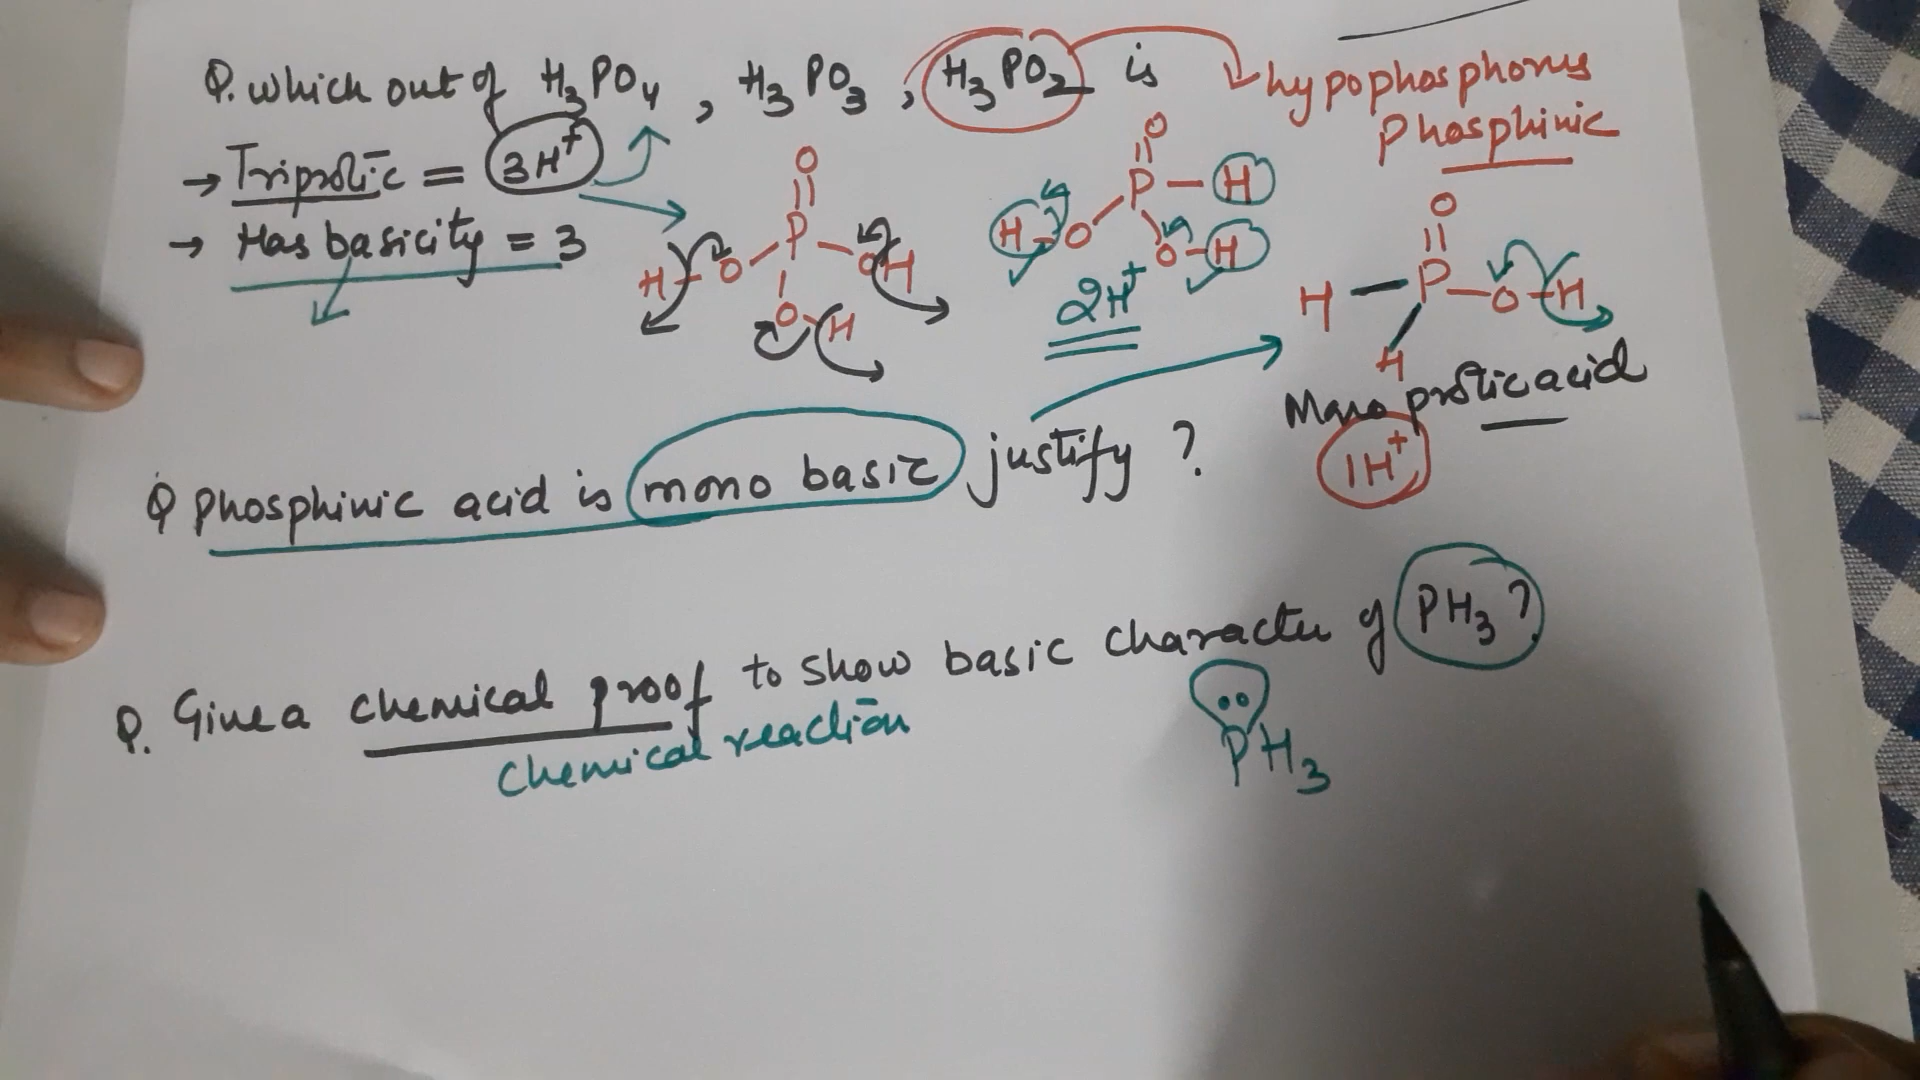 Q. which out of H3PO4, H3PO3, H3PO2 is
hypophosphorus
Phosphinic
→ Triprotic = 3H+
→ Has basicity = 3
O
P
H-O
OH
O-H
O
P-H
H-O
O-H
2H+
O
H-P-O-H
H
Mono protic acid
1H+
Q Phosphinic acid is mono basic justify ?
Q. Give a chemical proof to show basic character of PH3?
chemical reaction
PH3